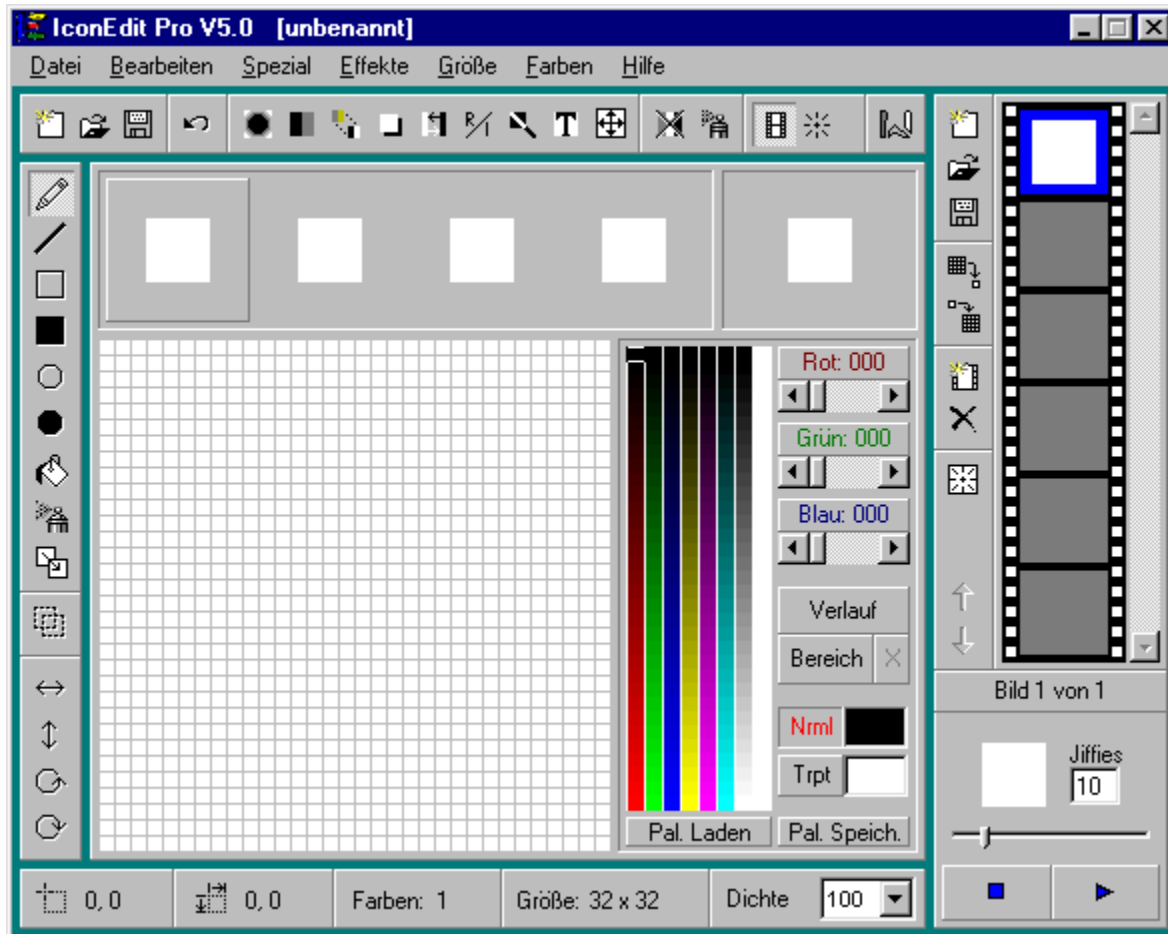 IconEdit Pro V5.0 [unbenannt]
Datei Bearbeiten Spezial Effekte Größe Farben Hilfe
R/I T
Rot: 000
Grün: 000
Blau: 000
Verlauf
Bereich X
Nrml
Trpt
Pal. Laden Pal. Speich.
Bild 1 von 1
Jiffies
10
0, 0 0, 0 Farben: 1 Größe: 32 x 32 Dichte 100